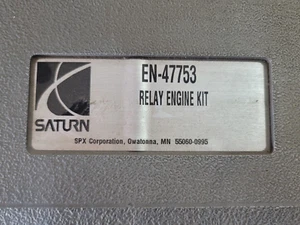 EN-47753
RELAY ENGINE KIT
SATURN
SPX Corporation, Owatonna, MN 55060-0995